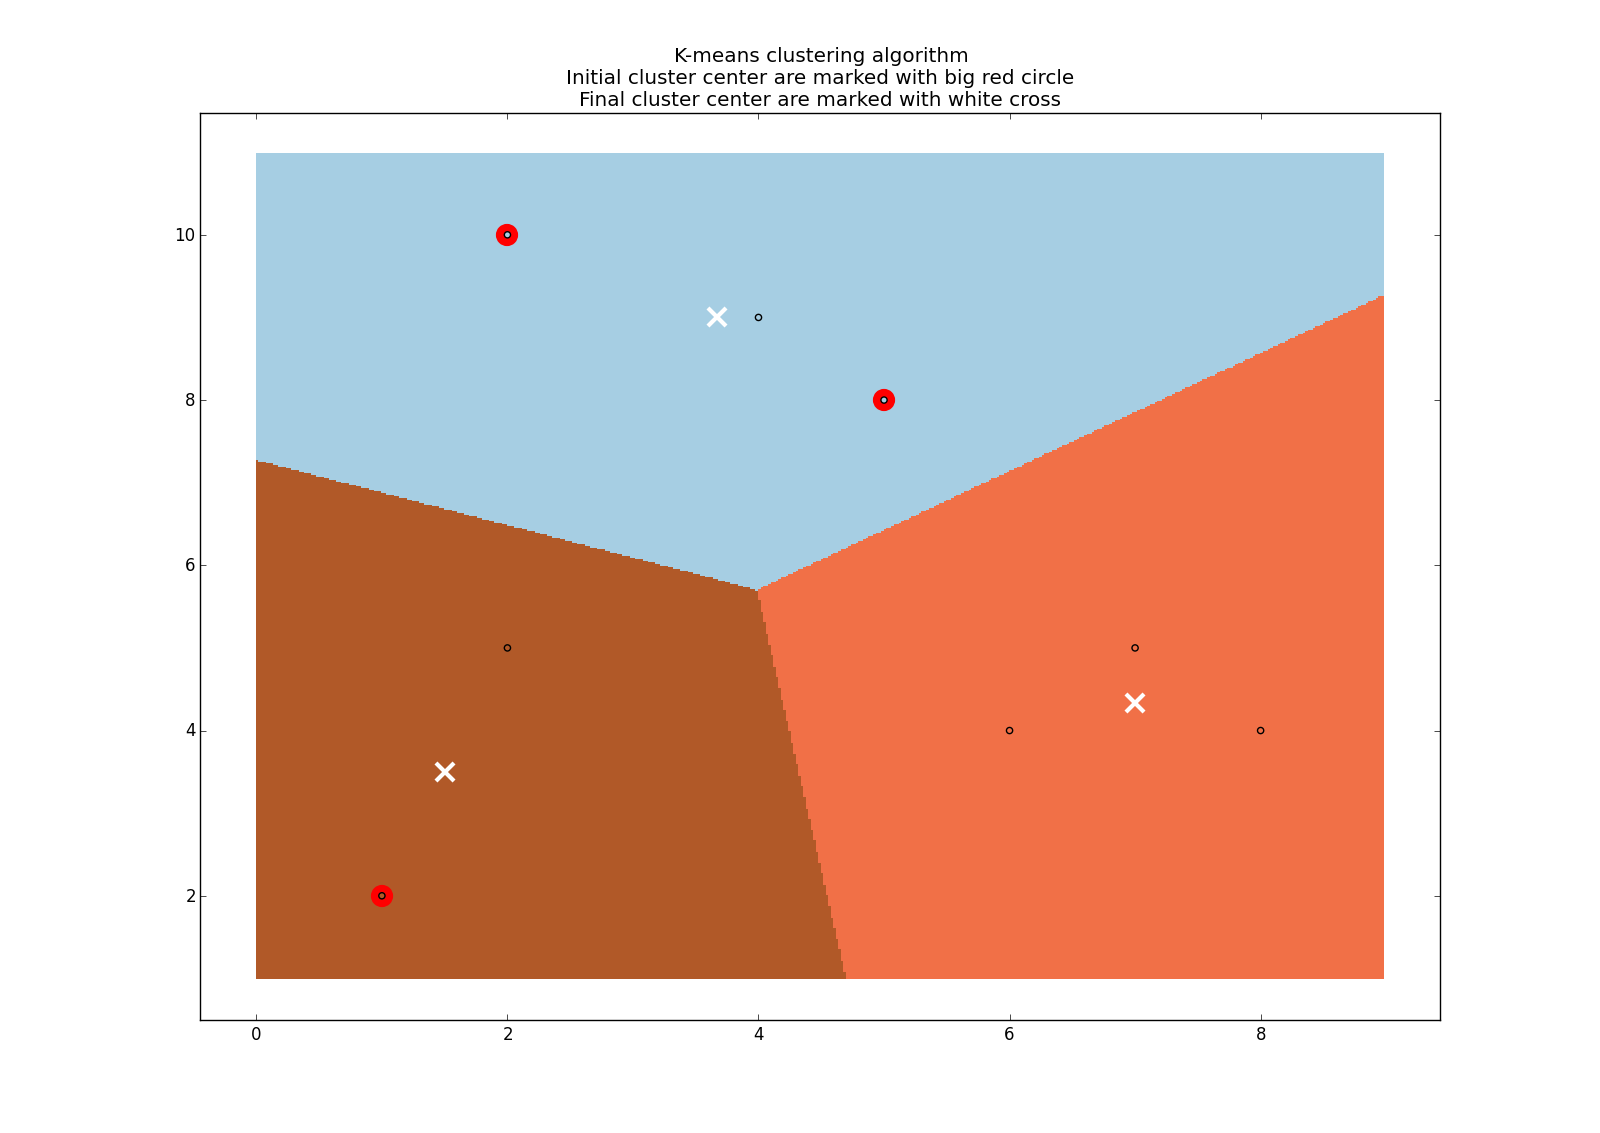 K-means clustering algorithm
Initial cluster center are marked with big red circle
Final cluster center are marked with white cross
10
8
6
4
2
0 2 4 6 8